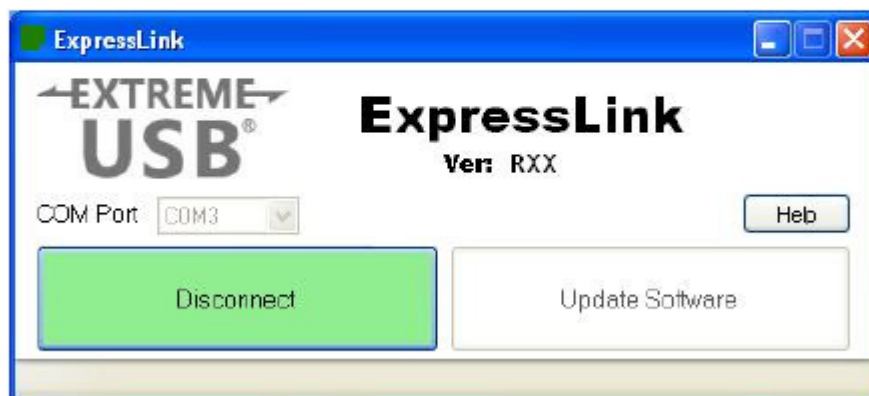 ExpressLink
EXTREME
USB®
ExpressLink
Ver: RXX
COM Port COM3 Help
Disconnect Update Software